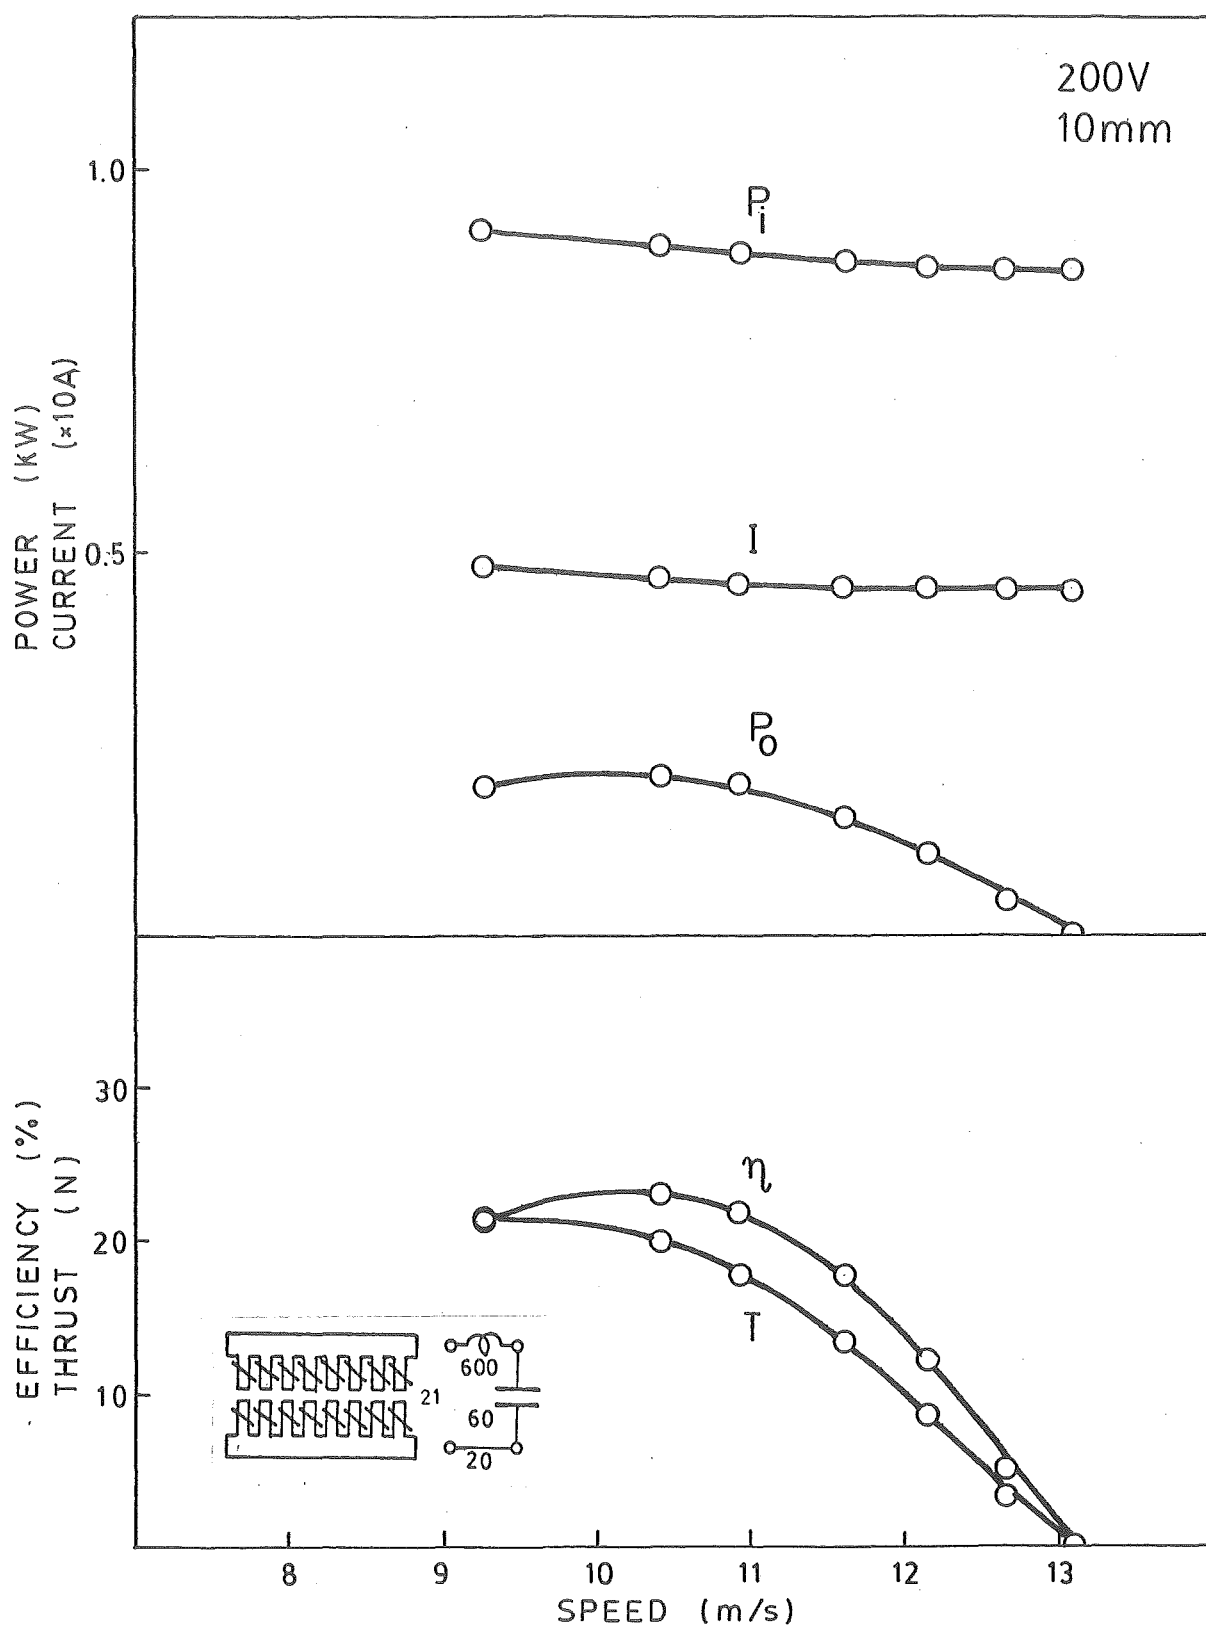 200V
10mm
1.0
Pi
POWER (KW)
CURRENT (×10A)
I
0.5
Po
30
EFFICIENCY (%)
THRUST (N)
η
20
T
600
21
10
60
20
8 9 10 11 12 13
SPEED (m/s)